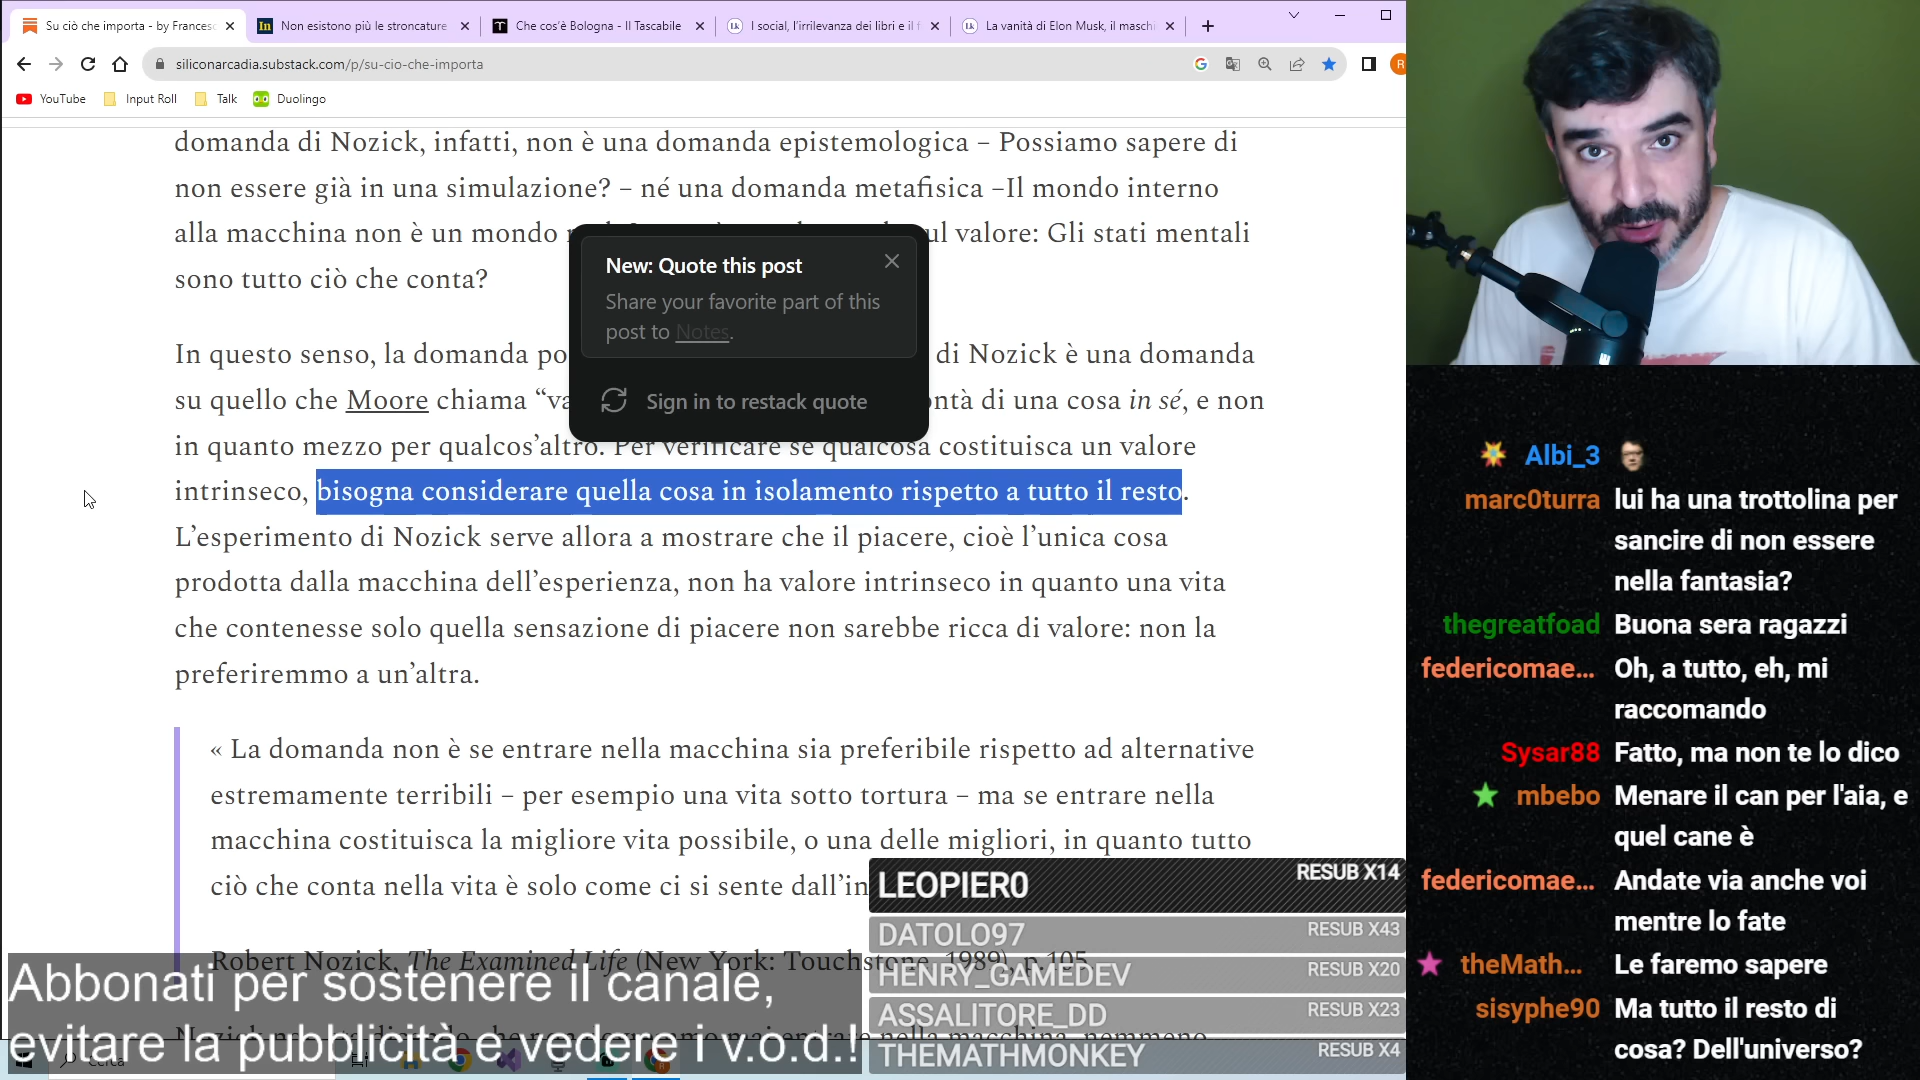 Su ciò che importa - by Francesc
Non esistono più le stroncature
Che cos'è Bologna - Il Tascabile
I social, l'irrilevanza dei libri e il f
La vanità di Elon Musk, il maschi
siliconarcadia.substack.com/p/su-cio-che-importa
YouTube
Input Roll
Talk
Duolingo
domanda di Nozick, infatti, non è una domanda epistemologica – Possiamo sapere di
non essere già in una simulazione? – né una domanda metafisica –Il mondo interno
alla macchina non è un mondo ul valore: Gli stati mentali
sono tutto ciò che conta?
New: Quote this post
Share your favorite part of this
post to Notes.
Sign in to restack quote
In questo senso, la domanda po di Nozick è una domanda
su quello che Moore chiama “va ontà di una cosa in sé, e non
in quanto mezzo per qualcos’altro. Per verificare se qualcosa costituisca un valore
intrinseco, bisogna considerare quella cosa in isolamento rispetto a tutto il resto.
L’esperimento di Nozick serve allora a mostrare che il piacere, cioè l’unica cosa
prodotta dalla macchina dell’esperienza, non ha valore intrinseco in quanto una vita
che contenesse solo quella sensazione di piacere non sarebbe ricca di valore: non la
preferiremmo a un’altra.
« La domanda non è se entrare nella macchina sia preferibile rispetto ad alternative
estremamente terribili – per esempio una vita sotto tortura – ma se entrare nella
macchina costituisca la migliore vita possibile, o una delle migliori, in quanto tutto
ciò che conta nella vita è solo come ci si sente dall’in
Robert Nozick, The Examined Life (New York: Touchstone, 1989), p.105
Abbonati per sostenere il canale,
evitare la pubblicità e vedere i v.o.d.!
Cerca
LEOPIER0 RESUB X14
DATOLO97 RESUB X43
HENRY_GAMEDEV RESUB X20
ASSALITORE_DD RESUB X23
THEMATHMONKEY RESUB X4
Albi_3
marc0turra lui ha una trottolina per
sancire di non essere
nella fantasia?
thegreatfoad Buona sera ragazzi
federicomae... Oh, a tutto, eh, mi
raccomando
Sysar88 Fatto, ma non te lo dico
mbebo Menare il can per l'aia, e
quel cane è
federicomae... Andate via anche voi
mentre lo fate
theMath... Le faremo sapere
sisyphe90 Ma tutto il resto di
cosa? Dell'universo?
R